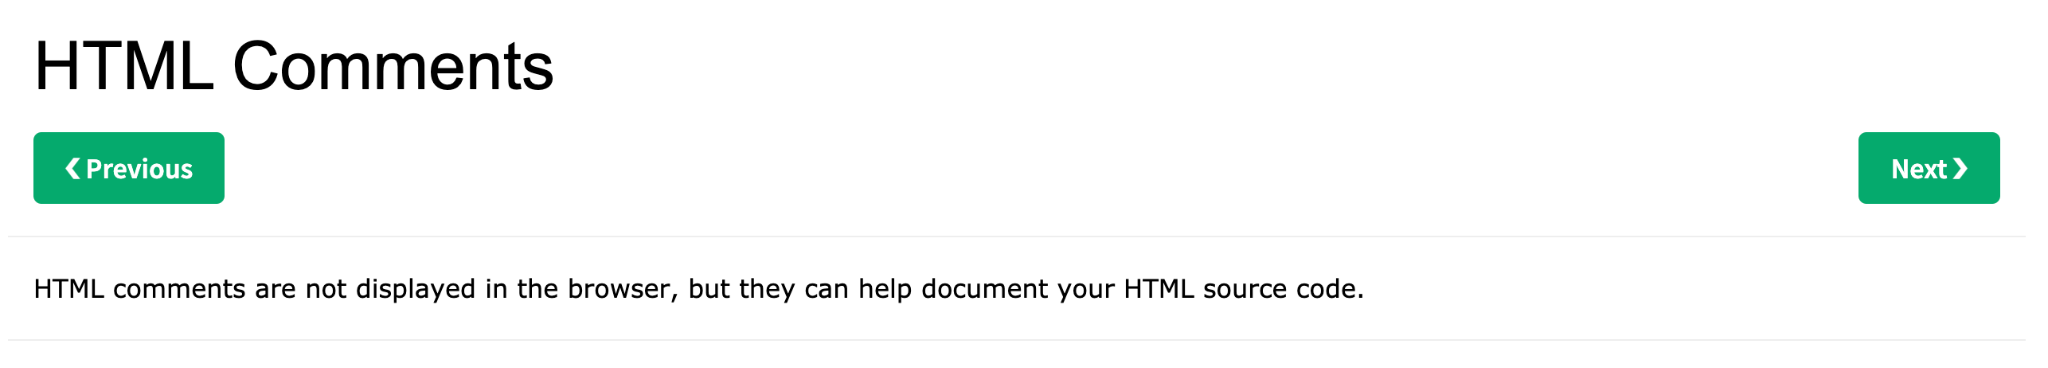 HTML Comments
❮ Previous
Next ❯
HTML comments are not displayed in the browser, but they can help document your HTML source code.